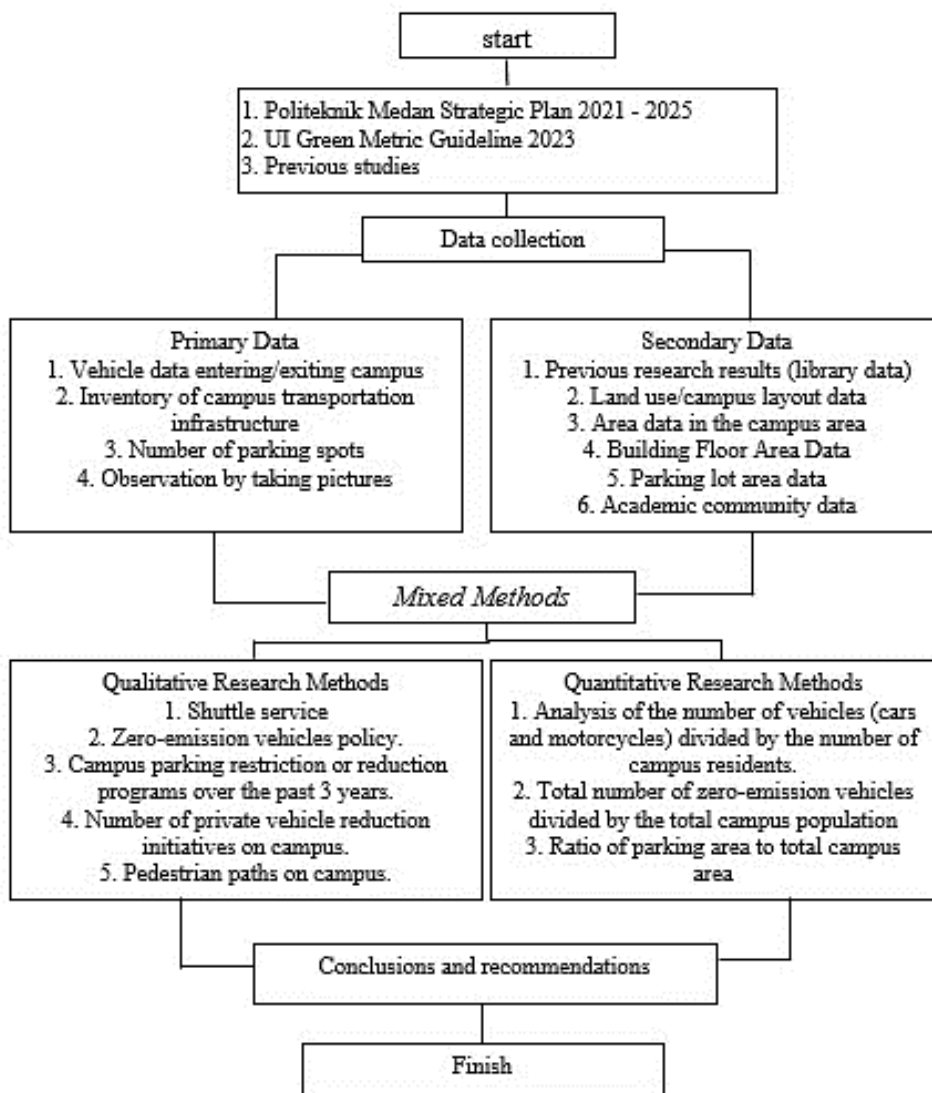 start
1. Politeknik Medan Strategic Plan 2021 - 2025
2. UI Green Metric Guideline 2023
3. Previous studies
Data collection
Primary Data
1. Vehicle data entering/exiting campus
2. Inventory of campus transportation
infrastructure
3. Number of parking spots
4. Observation by taking pictures
Secondary Data
1. Previous research results (library data)
2. Land use/campus layout data
3. Area data in the campus area
4. Building Floor Area Data
5. Parking lot area data
6. Academic community data
Mixed Methods
Qualitative Research Methods
1. Shuttle service
2. Zero-emission vehicles policy.
3. Campus parking restriction or reduction
programs over the past 3 years.
4. Number of private vehicle reduction
initiatives on campus.
5. Pedestrian paths on campus.
Quantitative Research Methods
1. Analysis of the number of vehicles (cars
and motorcycles) divided by the number of
campus residents.
2. Total number of zero-emission vehicles
divided by the total campus population
3. Ratio of parking area to total campus
area
Conclusions and recommendations
Finish